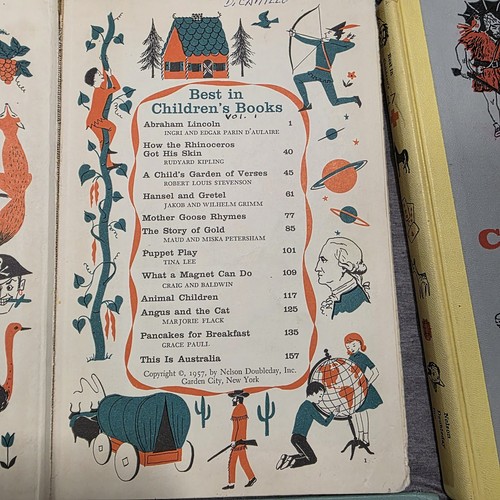 Best in
Children's Books
VOL. 1
Abraham Lincoln 1
INGRI AND EDGAR PARIN D'AULAIRE
How the Rhinoceros
Got His Skin 40
RUDYARD KIPLING
A Child's Garden of Verses 45
ROBERT LOUIS STEVENSON
Hansel and Gretel 61
JAKOB AND WILHELM GRIMM
Mother Goose Rhymes 77
The Story of Gold 85
MAUD AND MISKA PETERSHAM
Puppet Play 101
TINA LEE
What a Magnet Can Do 109
CRAIG AND BALDWIN
Animal Children 117
Angus and the Cat 125
MARJORIE FLACK
Pancakes for Breakfast 135
GRACE PAULL
This Is Australia 157
Copyright ©, 1957, by Nelson Doubleday, Inc.
Garden City, New York
1
Nelson
Doubleday
C